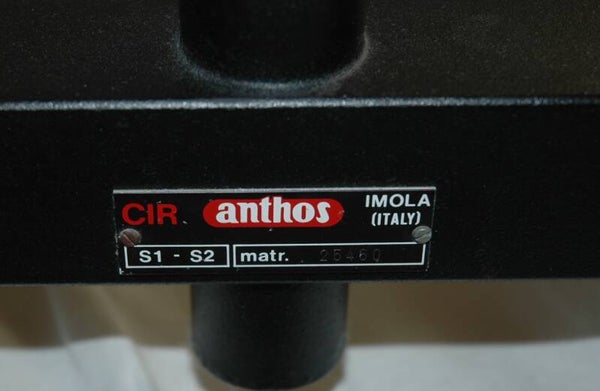 CIR anthos IMOLA
(ITALY)
S1 - S2 matr. 25460